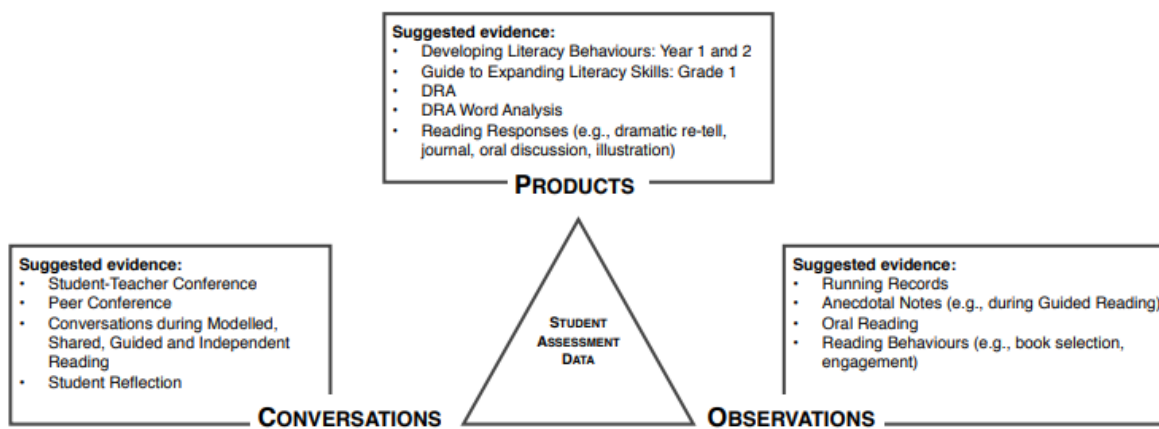 Suggested evidence:
• Developing Literacy Behaviours: Year 1 and 2
• Guide to Expanding Literacy Skills: Grade 1
• DRA
• DRA Word Analysis
• Reading Responses (e.g., dramatic re-tell,
journal, oral discussion, illustration)
PRODUCTS
Suggested evidence:
• Student-Teacher Conference
• Peer Conference
• Conversations during Modelled,
Shared, Guided and Independent
Reading
• Student Reflection
CONVERSATIONS
STUDENT
ASSESSMENT
DATA
Suggested evidence:
• Running Records
• Anecdotal Notes (e.g., during Guided Reading)
• Oral Reading
• Reading Behaviours (e.g., book selection,
engagement)
OBSERVATIONS